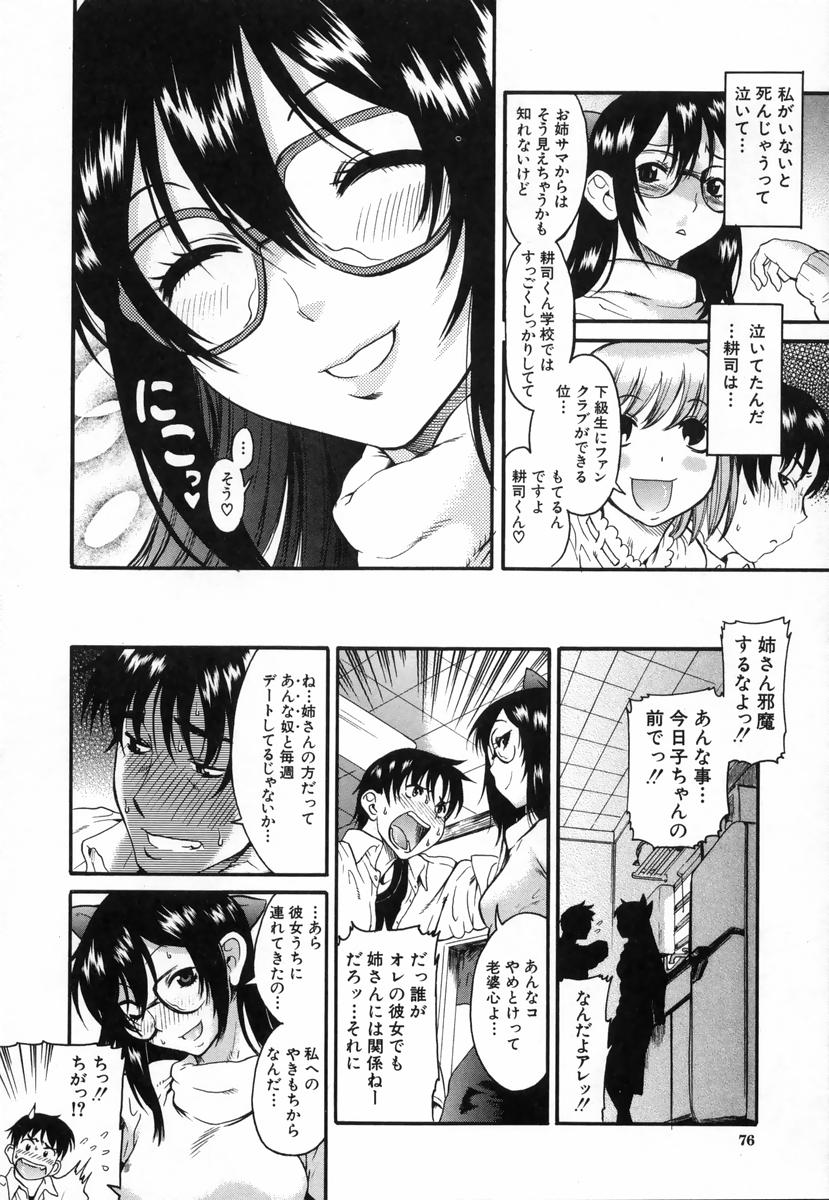 私がいないと
死んじゃうって
泣いて…
お姉サマからは
そう見えちゃうかも
知れないけど
泣いてたんだ
…耕司は…
耕司くん学校では
すっごくしっかりしてて
下級生にファン
クラブができる
位…
もてるん
ですよ
耕司くん♡
にこっ♥
…
そう♡
姉さん邪魔
するなよっ!!
あんな事…
今日子ちゃんの
前でっ!!
なんだよアレッ!!
あんなコ
やめとけって
老婆心よ…
だっ誰が
オレの彼女でも
姉さんには関係ねー
だろッ…それに
ね…姉さんの方だって
あんな奴と毎週
デートしてるじゃないか…
…あら
彼女うちに
連れてきたの…
私への
やきもちから
なんだ…
ちっ!!
ちがっ!?
76